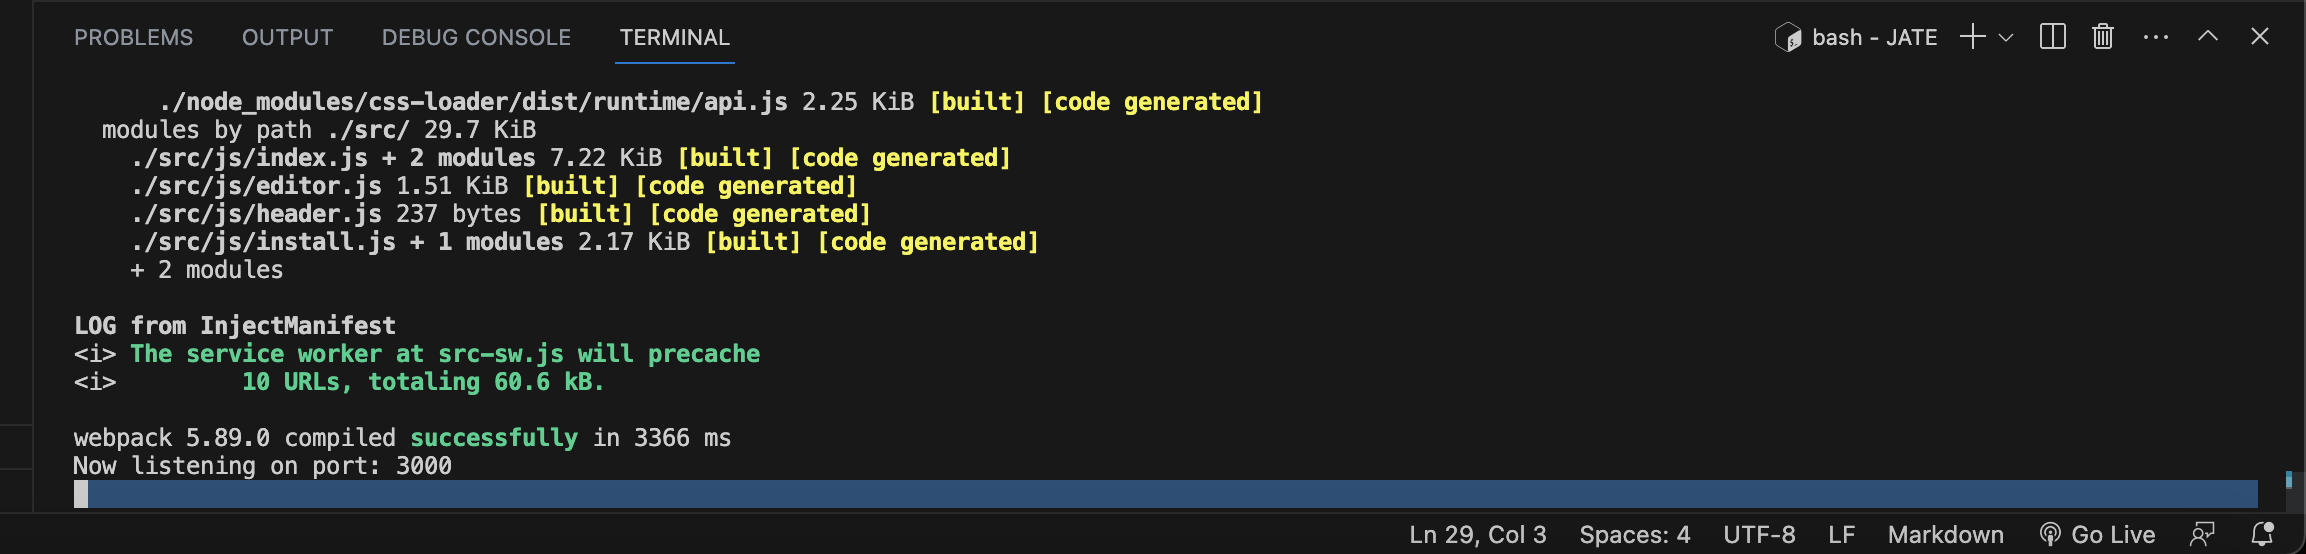 PROBLEMS OUTPUT DEBUG CONSOLE TERMINAL bash - JATE
./node_modules/css-loader/dist/runtime/api.js 2.25 KiB [built] [code generated]
modules by path ./src/ 29.7 KiB
./src/js/index.js + 2 modules 7.22 KiB [built] [code generated]
./src/js/editor.js 1.51 KiB [built] [code generated]
./src/js/header.js 237 bytes [built] [code generated]
./src/js/install.js + 1 modules 2.17 KiB [built] [code generated]
+ 2 modules
LOG from InjectManifest
<i> The service worker at src-sw.js will precache
<i> 10 URLs, totaling 60.6 kB.
webpack 5.89.0 compiled successfully in 3366 ms
Now listening on port: 3000
Ln 29, Col 3 Spaces: 4 UTF-8 LF Markdown Go Live